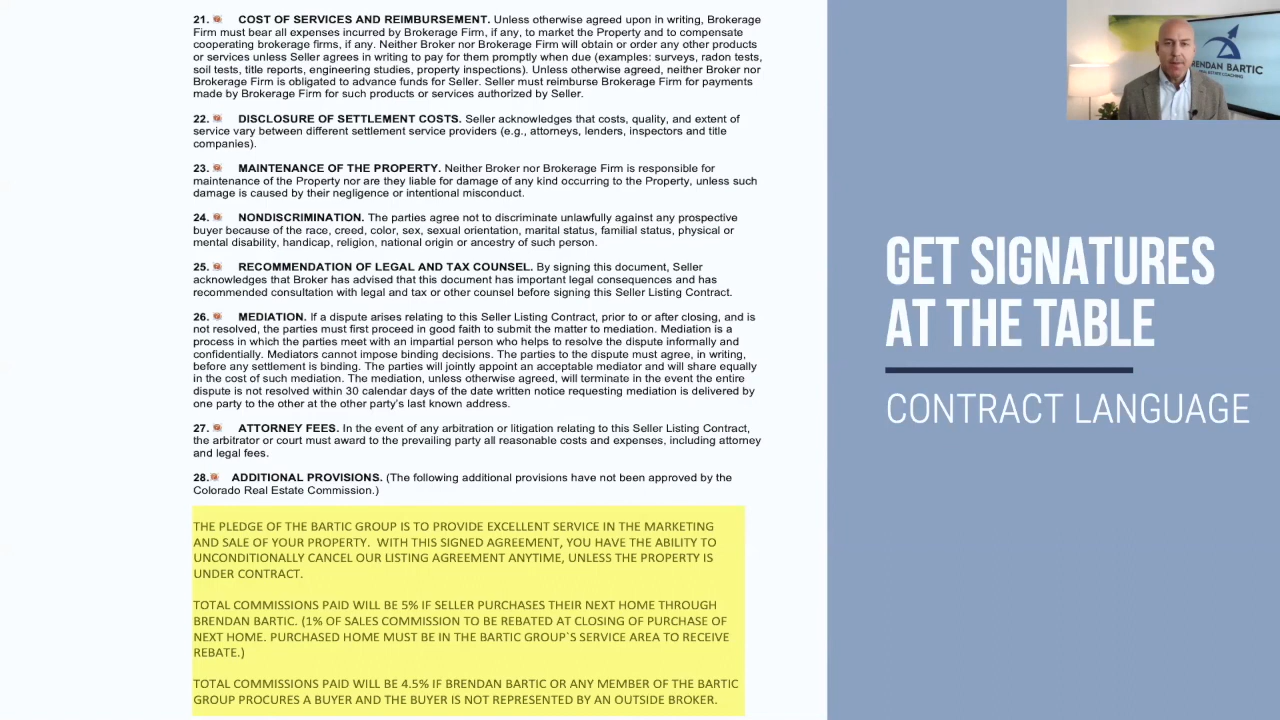 21. COST OF SERVICES AND REIMBURSEMENT. Unless otherwise agreed upon in writing, Brokerage
Firm must bear all expenses incurred by Brokerage Firm, if any, to market the Property and to compensate
cooperating brokerage firms, if any. Neither Broker nor Brokerage Firm will obtain or order any other products
or services unless Seller agrees in writing to pay for them promptly when due (examples: surveys, radon tests,
soil tests, title reports, engineering studies, property inspections). Unless otherwise agreed, neither Broker nor
Brokerage Firm is obligated to advance funds for Seller. Seller must reimburse Brokerage Firm for payments
made by Brokerage Firm for such products or services authorized by Seller.
22. DISCLOSURE OF SETTLEMENT COSTS. Seller acknowledges that costs, quality, and extent of
service vary between different settlement service providers (e.g., attorneys, lenders, inspectors and title
companies).
23. MAINTENANCE OF THE PROPERTY. Neither Broker nor Brokerage Firm is responsible for
maintenance of the Property nor are they liable for damage of any kind occurring to the Property, unless such
damage is caused by their negligence or intentional misconduct.
24. NONDISCRIMINATION. The parties agree not to discriminate unlawfully against any prospective
buyer because of the race, creed, color, sex, sexual orientation, marital status, familial status, physical or
mental disability, handicap, religion, national origin or ancestry of such person.
25. RECOMMENDATION OF LEGAL AND TAX COUNSEL. By signing this document, Seller
acknowledges that Broker has advised that this document has important legal consequences and has
recommended consultation with legal and tax or other counsel before signing this Seller Listing Contract.
26. MEDIATION. If a dispute arises relating to this Seller Listing Contract, prior to or after closing, and is
not resolved, the parties must first proceed in good faith to submit the matter to mediation. Mediation is a
process in which the parties meet with an impartial person who helps to resolve the dispute informally and
confidentially. Mediators cannot impose binding decisions. The parties to the dispute must agree, in writing,
before any settlement is binding. The parties will jointly appoint an acceptable mediator and will share equally
in the cost of such mediation. The mediation, unless otherwise agreed, will terminate in the event the entire
dispute is not resolved within 30 calendar days of the date written notice requesting mediation is delivered by
one party to the other at the other party's last known address.
27. ATTORNEY FEES. In the event of any arbitration or litigation relating to this Seller Listing Contract,
the arbitrator or court must award to the prevailing party all reasonable costs and expenses, including attorney
and legal fees.
28. ADDITIONAL PROVISIONS. (The following additional provisions have not been approved by the
Colorado Real Estate Commission.)
THE PLEDGE OF THE BARTIC GROUP IS TO PROVIDE EXCELLENT SERVICE IN THE MARKETING
AND SALE OF YOUR PROPERTY. WITH THIS SIGNED AGREEMENT, YOU HAVE THE ABILITY TO
UNCONDITIONALLY CANCEL OUR LISTING AGREEMENT ANYTIME, UNLESS THE PROPERTY IS
UNDER CONTRACT.
TOTAL COMMISSIONS PAID WILL BE 5% IF SELLER PURCHASES THEIR NEXT HOME THROUGH
BRENDAN BARTIC. (1% OF SALES COMMISSION TO BE REBATED AT CLOSING OF PURCHASE OF
NEXT HOME. PURCHASED HOME MUST BE IN THE BARTIC GROUP`S SERVICE AREA TO RECEIVE
REBATE.)
TOTAL COMMISSIONS PAID WILL BE 4.5% IF BRENDAN BARTIC OR ANY MEMBER OF THE BARTIC
GROUP PROCURES A BUYER AND THE BUYER IS NOT REPRESENTED BY AN OUTSIDE BROKER.
RENDAN BARTIC
REAL ESTATE COACHING
GET SIGNATURES
AT THE TABLE
CONTRACT LANGUAGE